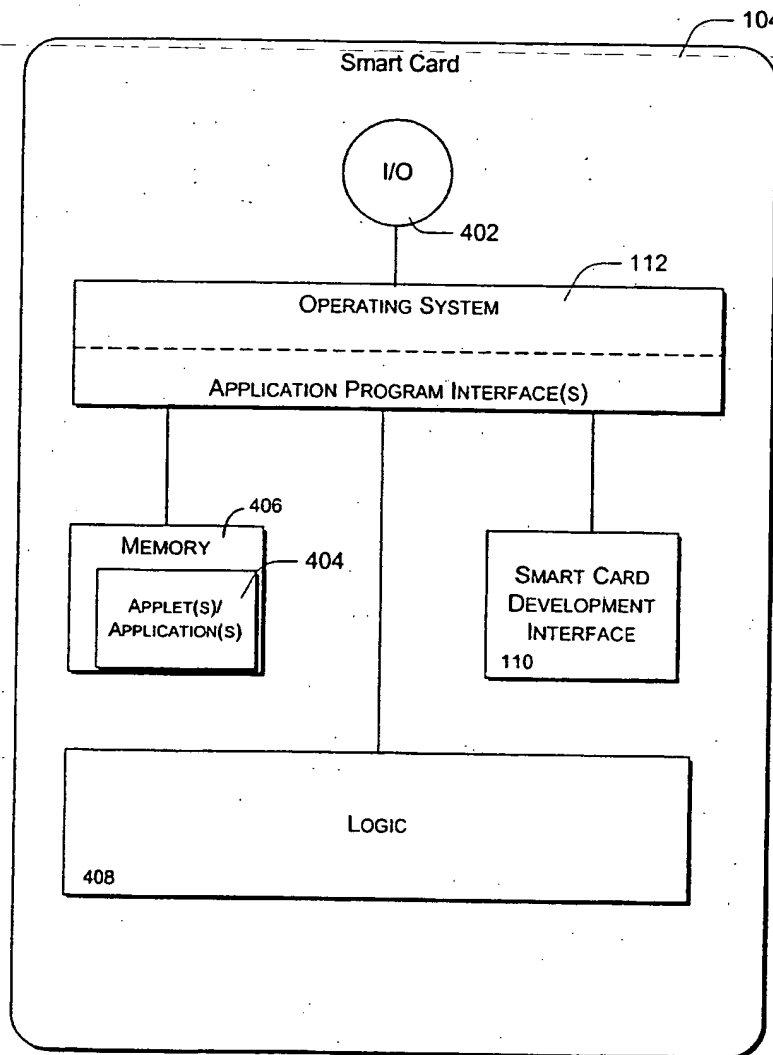 104
Smart Card
I/O
402
112
OPERATING SYSTEM
APPLICATION PROGRAM INTERFACE(S)
406
MEMORY
404
APPLET(S)/
APPLICATION(S)
SMART CARD
DEVELOPMENT
INTERFACE
110
LOGIC
408